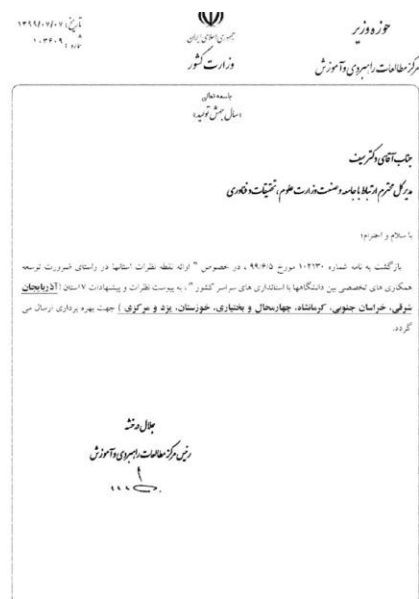 حوزه وزیر
مرکز مطالعات راهبردی و آموزش
جمهوری اسلامی ایران
وزارت کشور
تاریخ: ۱۳۹۹/۰۷/۰۷
شماره: ۱۰۳۶۰۹
باسمه تعالی
«سال جهش تولید»
جناب آقای دکتر سیف
مدیر کل محترم ارتباط با جامعه و صنعت وزارت علوم، تحقیقات و فناوری
با سلام و احترام؛
بازگشت به نامه شماره ۱۰۲۱۳۰ مورخ ۹۹/۶/۵ ، در خصوص " ارائه نقطه نظرات استانها در راستای ضرورت توسعه
همکاری های تخصصی بین دانشگاهها با استانداری های سراسر کشور " ، به پیوست نظرات و پیشنهادات ۷ استان (آذربایجان
شرقی، خراسان جنوبی، کرمانشاه، چهارمحال و بختیاری، خوزستان، یزد و مرکزی ) جهت بهره برداری ارسال می
گردد.
جلال درخشه
رئیس مرکز مطالعات راهبردی و آموزش